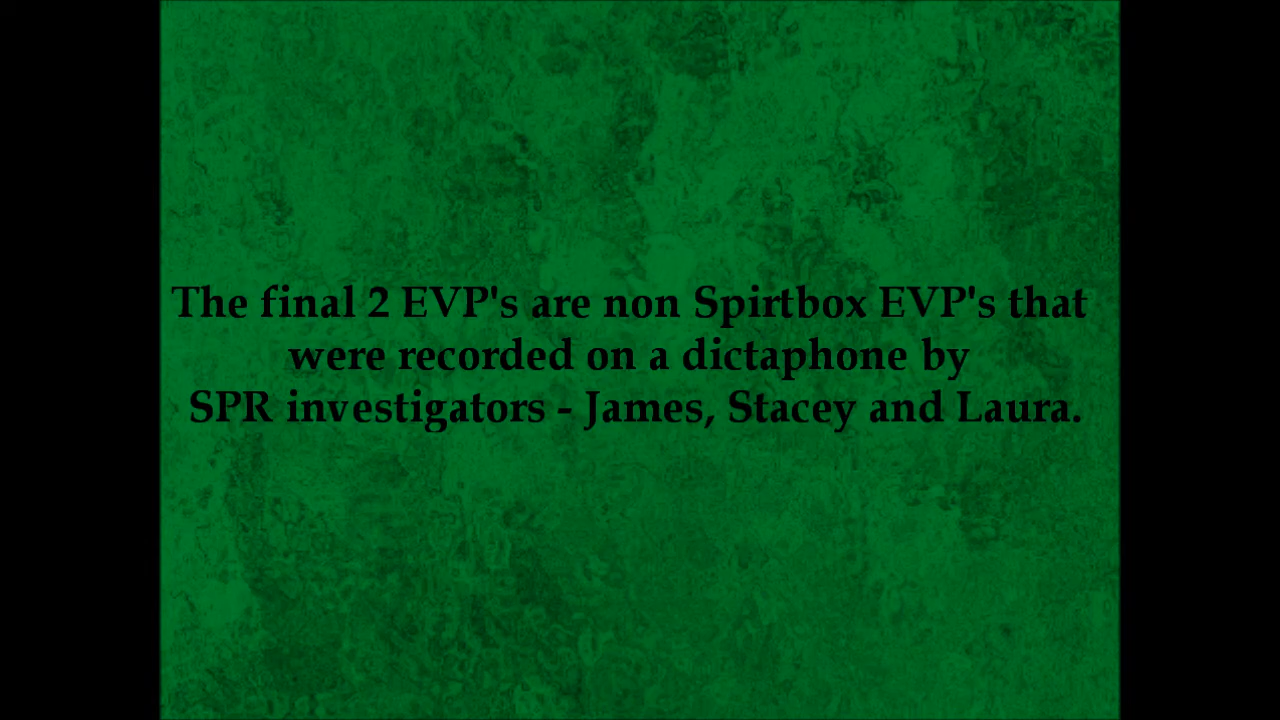 The final 2 EVP's are non Spirtbox EVP's that
were recorded on a dictaphone by
SPR investigators - James, Stacey and Laura.